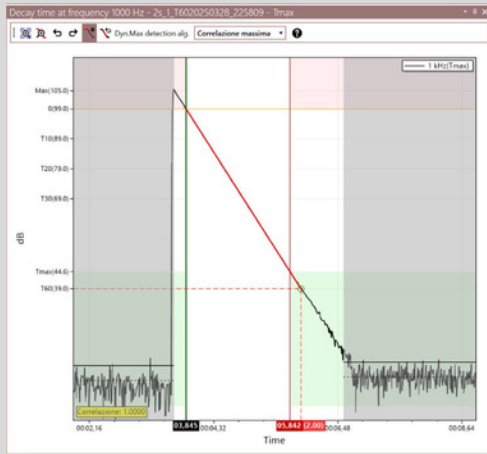 Decay time at frequency 1000 Hz - 2s_1_T6020250328_225809 - Tmax
Dyn.Max detection alg. Correlazione massima
1 kHz(Tmax)
Max(105.0)
0(99.0)
T10(89.0)
T20(79.0)
T30(69.0)
dB
Tmax(44.6)
T60(39.0)
Correlazione: 1.0000
00:02,16
03,845
00:04,32
05,842 (2.00)
00:06,48
00:08,64
Time